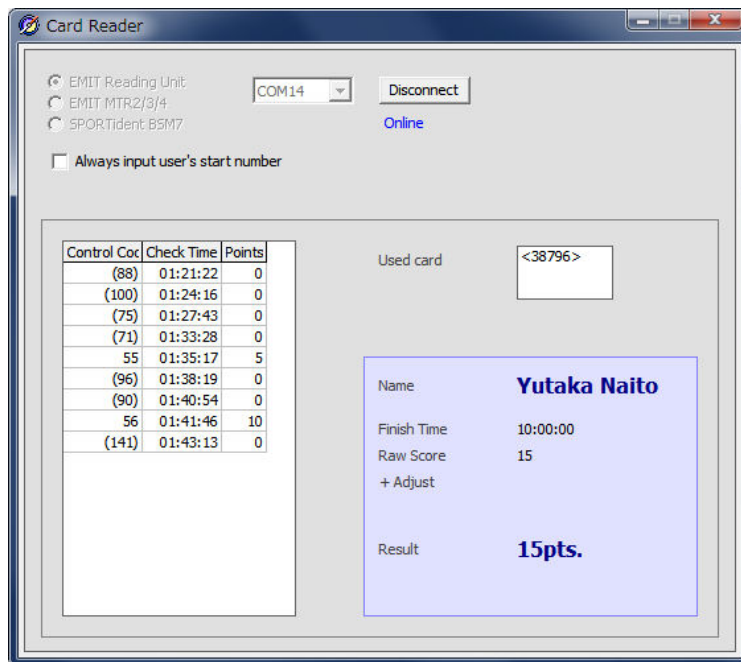 Card Reader
EMIT Reading Unit
EMIT MTR2/3/4
SPORTident BSM7
COM14
Disconnect
Online
Always input user's start number
Control Coc Check Time Points
(88) 01:21:22 0
(100) 01:24:16 0
(75) 01:27:43 0
(71) 01:33:28 0
55 01:35:17 5
(96) 01:38:19 0
(90) 01:40:54 0
56 01:41:46 10
(141) 01:43:13 0
Used card <38796>
Name Yutaka Naito
Finish Time 10:00:00
Raw Score 15
+ Adjust
Result 15pts.